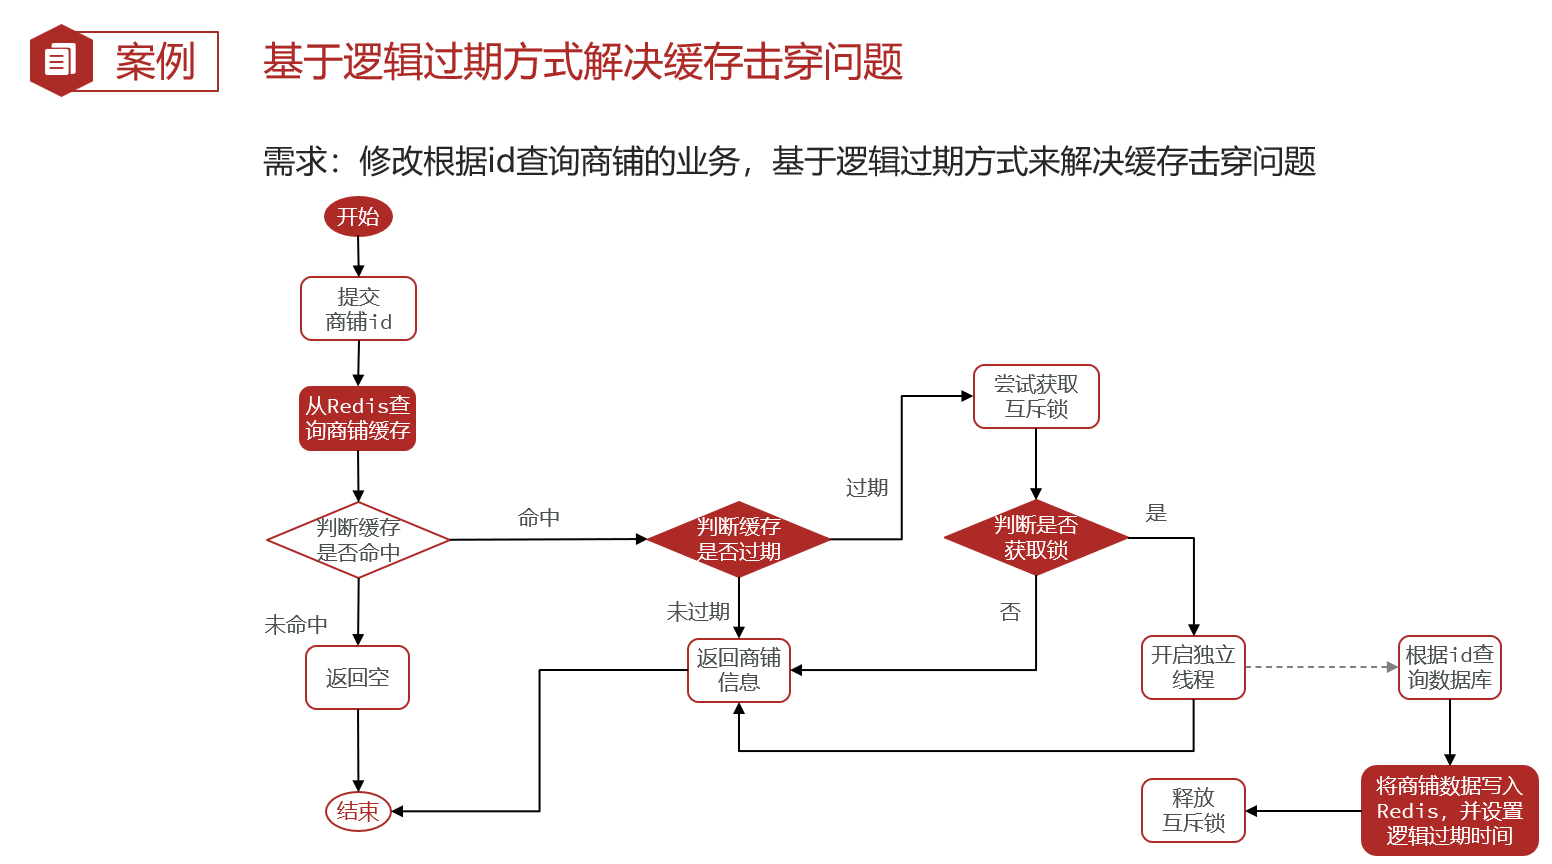 案例
基于逻辑过期方式解决缓存击穿问题
需求：修改根据id查询商铺的业务，基于逻辑过期方式来解决缓存击穿问题
开始
提交
商铺id
从Redis查
询商铺缓存
判断缓存
是否命中
命中
未命中
返回空
结束
判断缓存
是否过期
过期
未过期
返回商铺
信息
尝试获取
互斥锁
判断是否
获取锁
是
否
开启独立
线程
根据id查
询数据库
将商铺数据写入
Redis，并设置
逻辑过期时间
释放
互斥锁